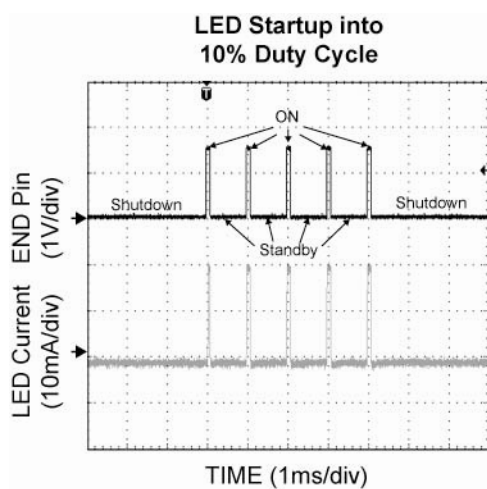 LED Startup into
10% Duty Cycle
ON
Shutdown
Shutdown
Standby
END Pin
(1V/div)
LED Current
(10mA/div)
TIME (1ms/div)